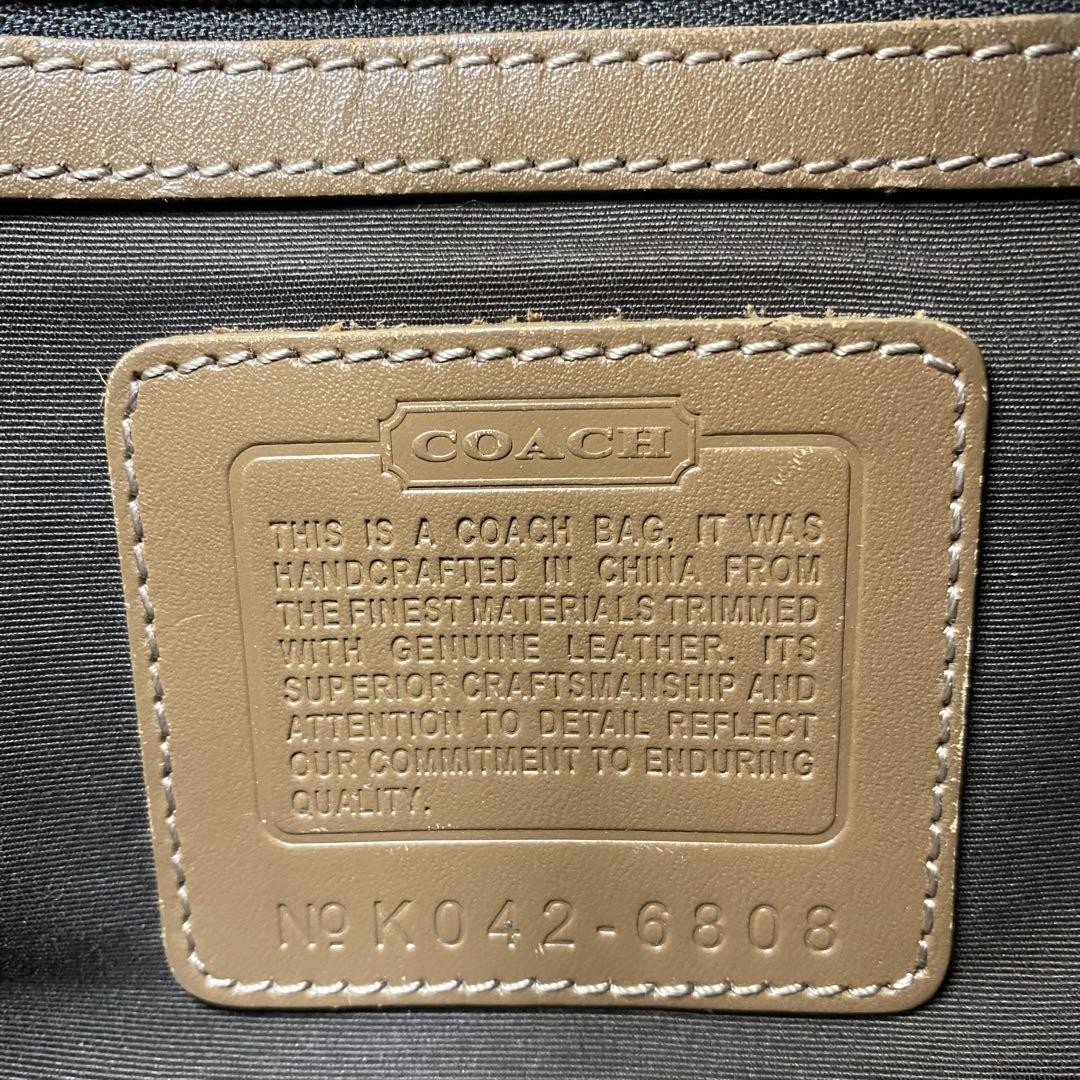 COACH
THIS IS A COACH BAG, IT WAS
HANDCRAFTED IN CHINA FROM
THE FINEST MATERIALS TRIMMED
WITH GENUINE LEATHER. ITS
SUPERIOR CRAFTSMANSHIP AND
ATTENTION TO DETAIL REFLECT
OUR COMMITMENT TO ENDURING
QUALITY.
Nº K042-6808